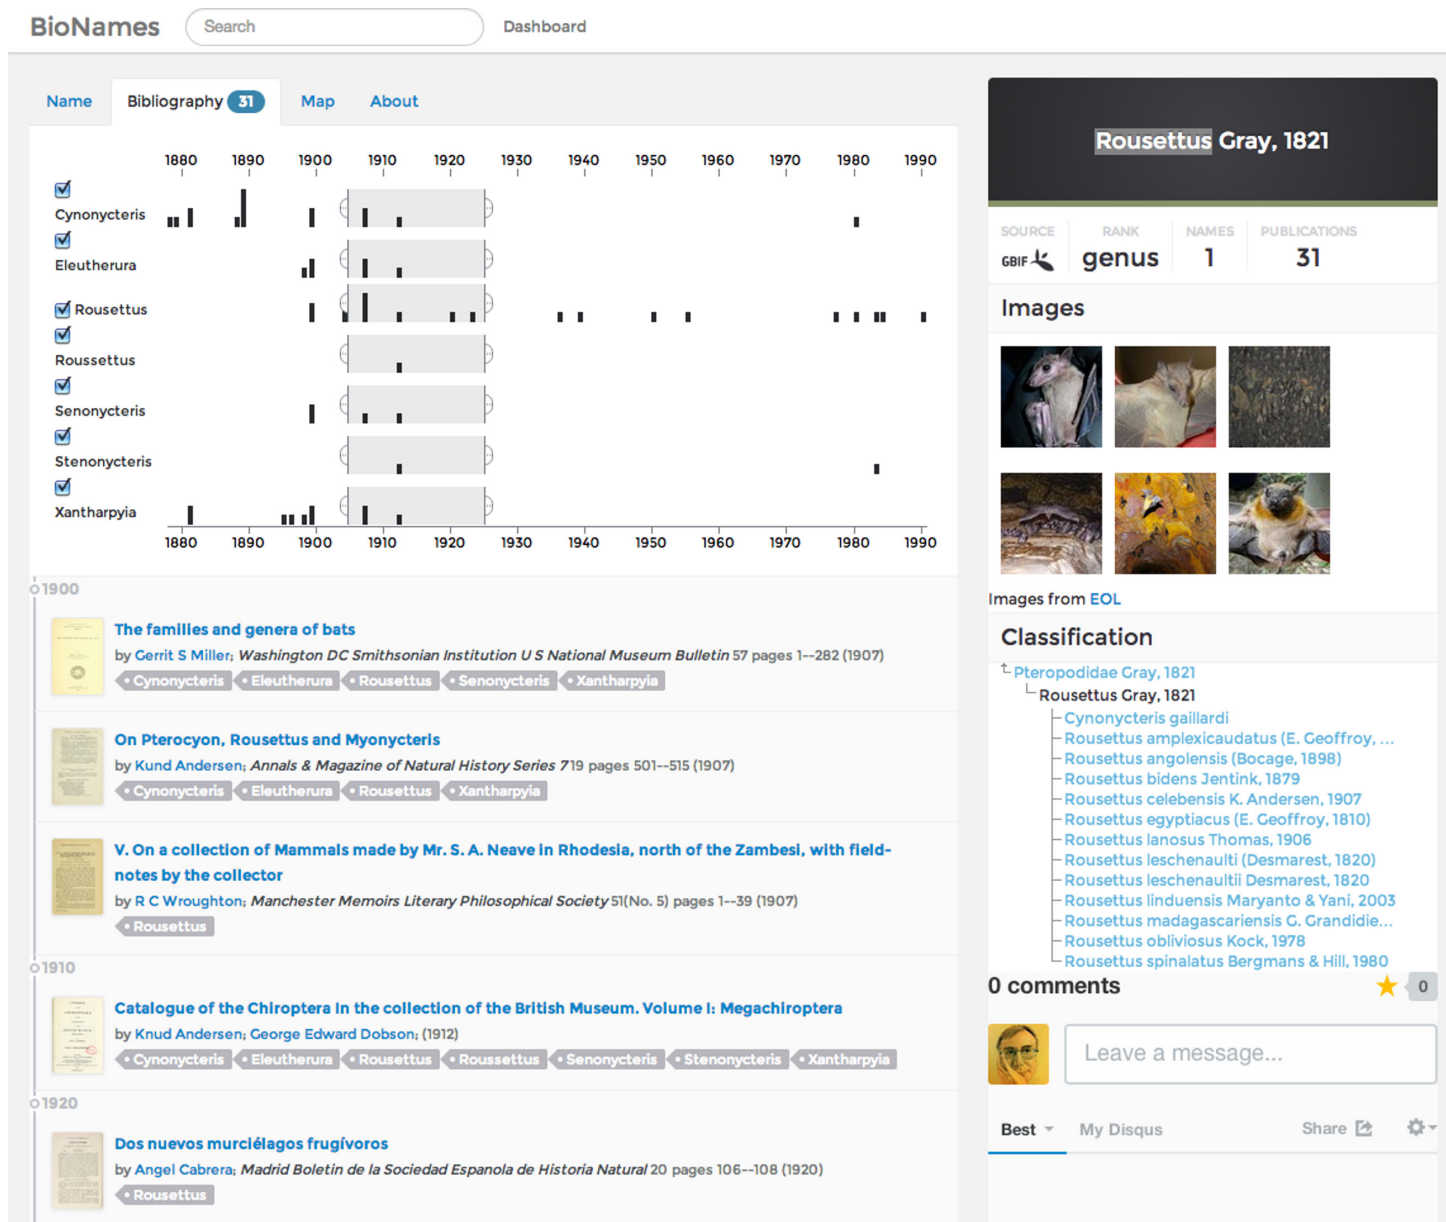 BioNames Search Dashboard
Name Bibliography 31 Map About
1880 1890 1900 1910 1920 1930 1940 1950 1960 1970 1980 1990
Cynonycteris
Eleutherura
Rousettus
Roussettus
Senonycteris
Stenonycteris
Xantharpyia
1880 1890 1900 1910 1920 1930 1940 1950 1960 1970 1980 1990
1900
The families and genera of bats
by Gerrit S Miller; Washington DC Smithsonian Institution U S National Museum Bulletin 57 pages 1--282 (1907)
• Cynonycteris • Eleutherura • Rousettus • Senonycteris • Xantharpyia
On Pterocyon, Rousettus and Myonycteris
by Kund Andersen; Annals & Magazine of Natural History Series 7 19 pages 501--515 (1907)
• Cynonycteris • Eleutherura • Rousettus • Xantharpyia
V. On a collection of Mammals made by Mr. S. A. Neave in Rhodesia, north of the Zambesi, with field-
notes by the collector
by R C Wroughton; Manchester Memoirs Literary Philosophical Society 51(No. 5) pages 1--39 (1907)
• Rousettus
1910
Catalogue of the Chiroptera In the collection of the British Museum. Volume I: Megachiroptera
by Knud Andersen; George Edward Dobson; (1912)
• Cynonycteris • Eleutherura • Rousettus • Roussettus • Senonycteris • Stenonycteris • Xantharpyia
1920
Dos nuevos murciélagos frugívoros
by Angel Cabrera; Madrid Boletin de la Sociedad Espanola de Historia Natural 20 pages 106--108 (1920)
• Rousettus
Rousettus Gray, 1821
SOURCE RANK NAMES PUBLICATIONS
GBIF genus 1 31
Images
Images from EOL
Classification
Pteropodidae Gray, 1821
Rousettus Gray, 1821
Cynonycteris gaillardi
Rousettus amplexicaudatus (E. Geoffroy, ...
Rousettus angolensis (Bocage, 1898)
Rousettus bidens Jentink, 1879
Rousettus celebensis K. Andersen, 1907
Rousettus egyptiacus (E. Geoffroy, 1810)
Rousettus lanosus Thomas, 1906
Rousettus leschenaulti (Desmarest, 1820)
Rousettus leschenaultii Desmarest, 1820
Rousettus linduensis Maryanto & Yani, 2003
Rousettus madagascariensis G. Grandidie...
Rousettus obliviosus Kock, 1978
Rousettus spinalatus Bergmans & Hill, 1980
0 comments 0
Leave a message...
Best My Disqus Share